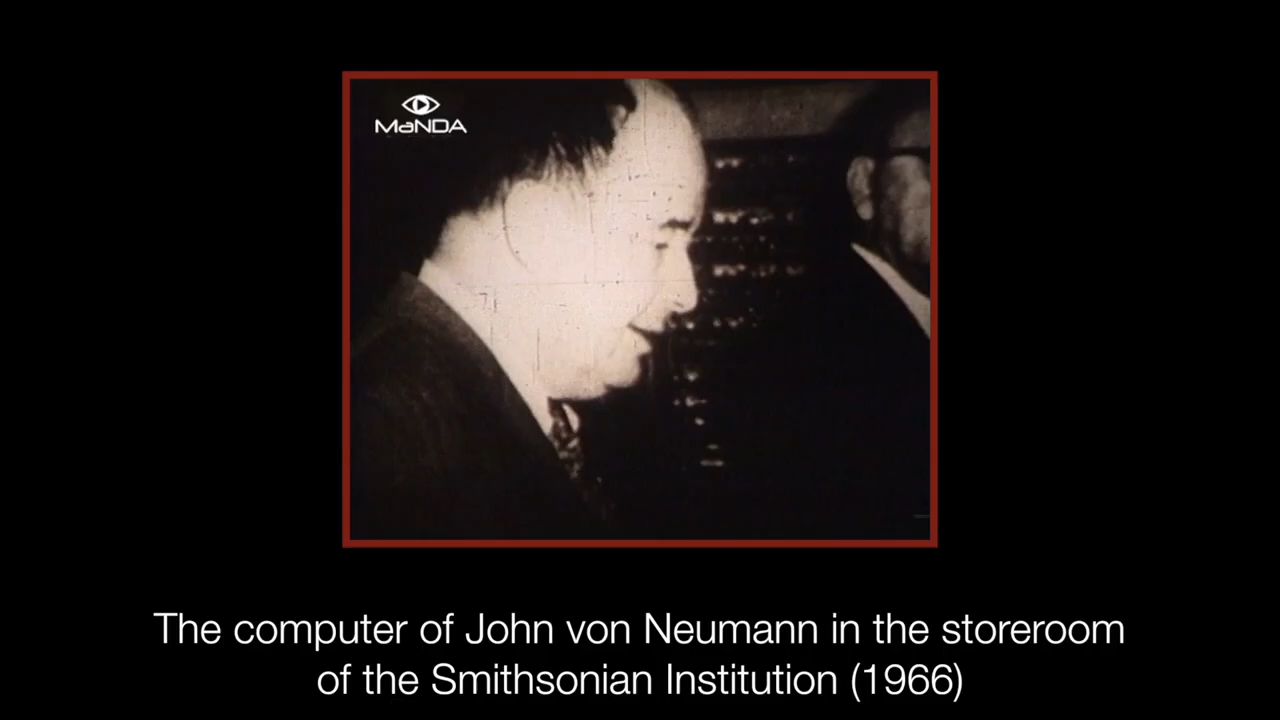 MaNDA
The computer of John von Neumann in the storeroom
of the Smithsonian Institution (1966)